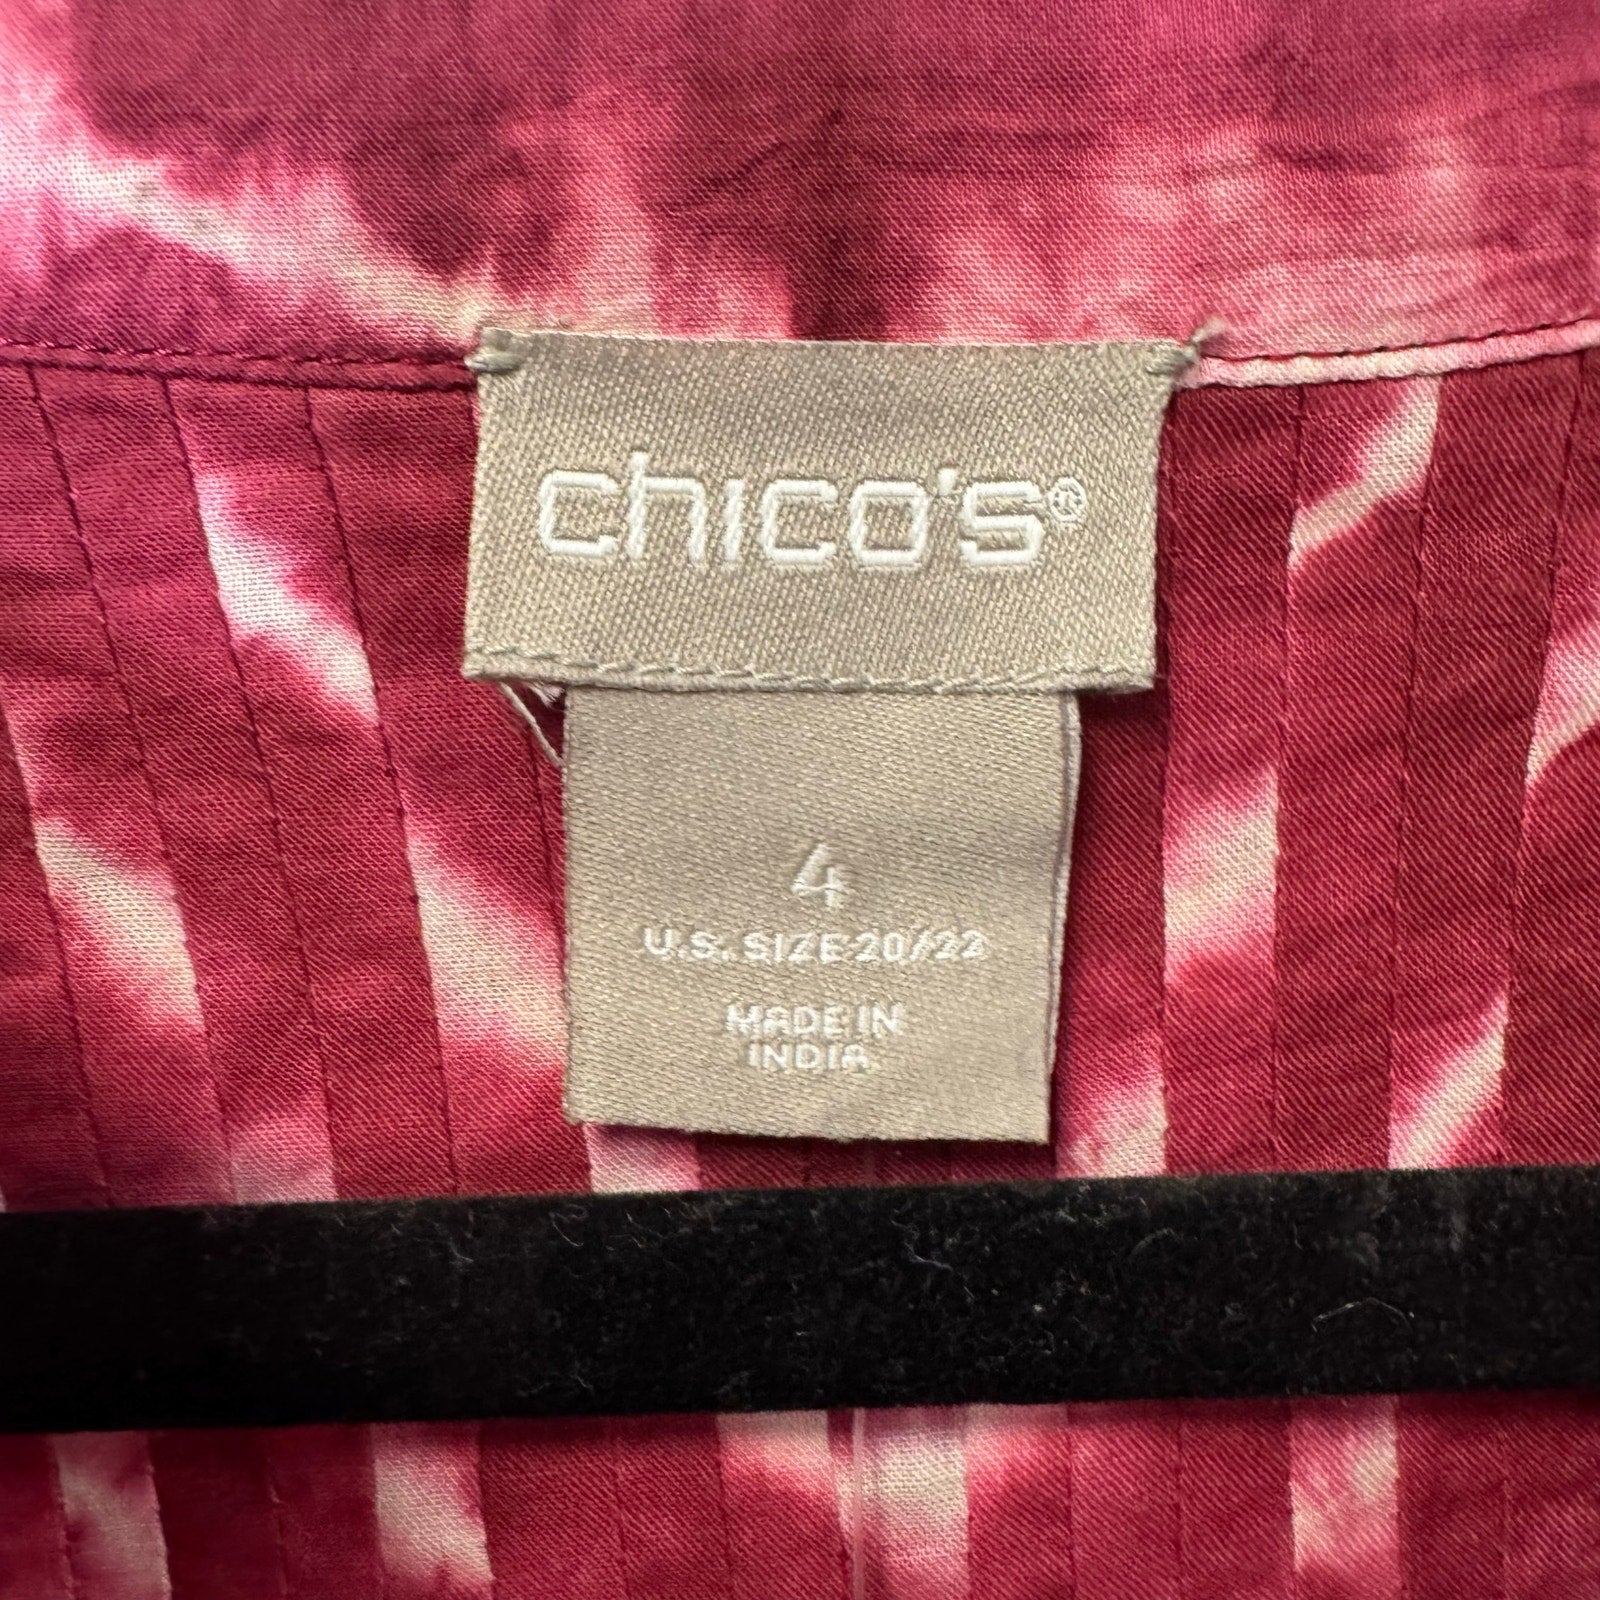 chico's®
4
U.S. SIZE 20/22
MADE IN
INDIA